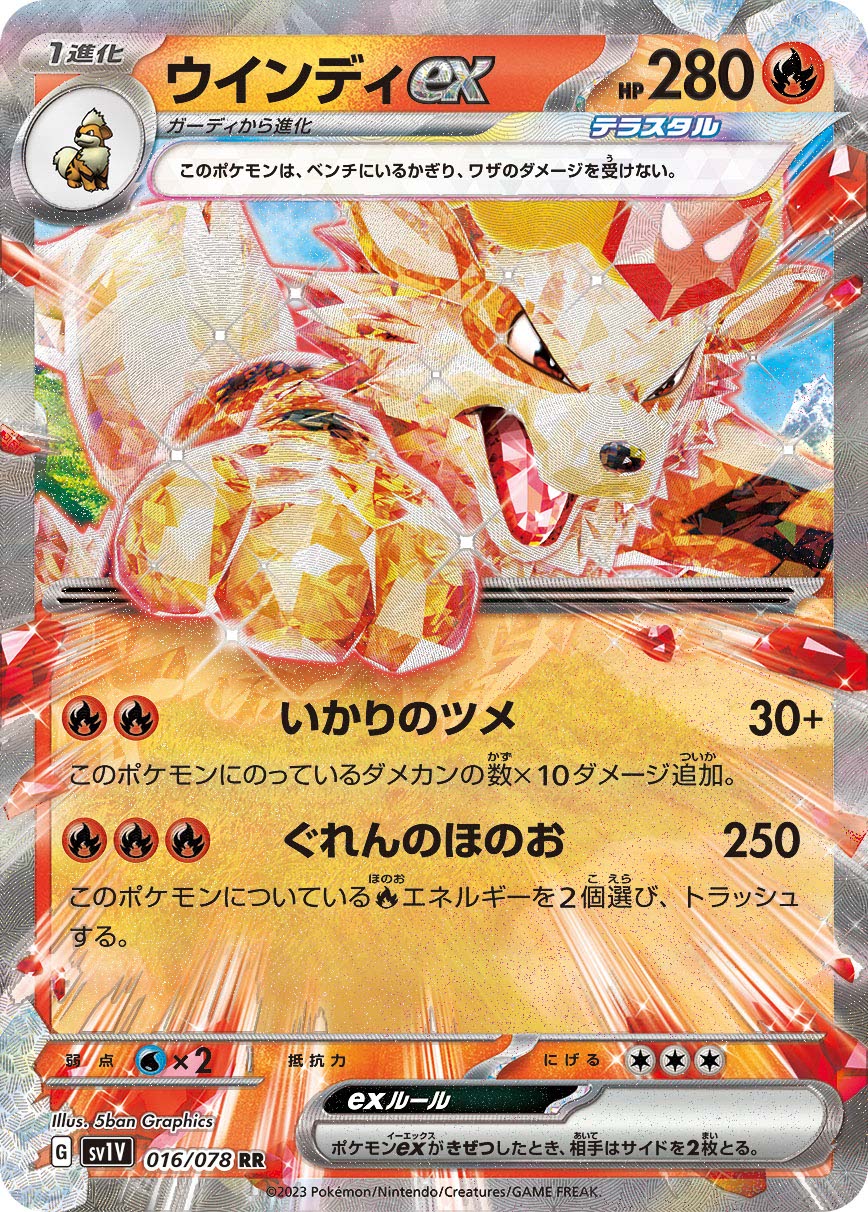 1進化
ウインディex
HP 280
ガーディから進化
テラスタル
このポケモンは、ベンチにいるかぎり、ワザのダメージを受けない。
いかりのツメ 30+
このポケモンにのっているダメカンの数×10ダメージ追加。
ぐれんのほのお 250
このポケモンについているエネルギーを2個選び、トラッシュ
する。
弱点 ×2 抵抗力 にげる
exルール
ポケモンexがきぜつしたとき、相手はサイドを2枚とる。
Illus. 5ban Graphics
G sv1V 016/078 RR
©2023 Pokémon/Nintendo/Creatures/GAME FREAK.